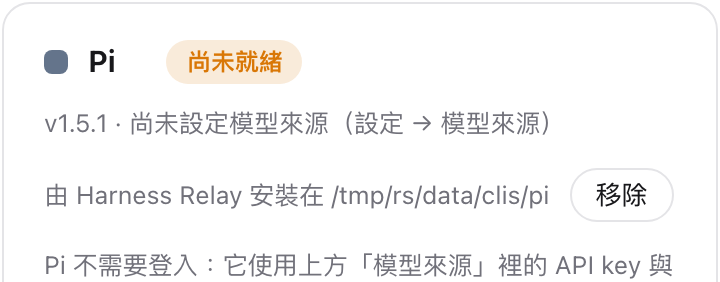 Pi 尚未就緒
v1.5.1 · 尚未設定模型來源（設定 → 模型來源）
由 Harness Relay 安裝在 /tmp/rs/data/clis/pi 移除
Pi 不需要登入：它使用上方「模型來源」裡的 API key 與